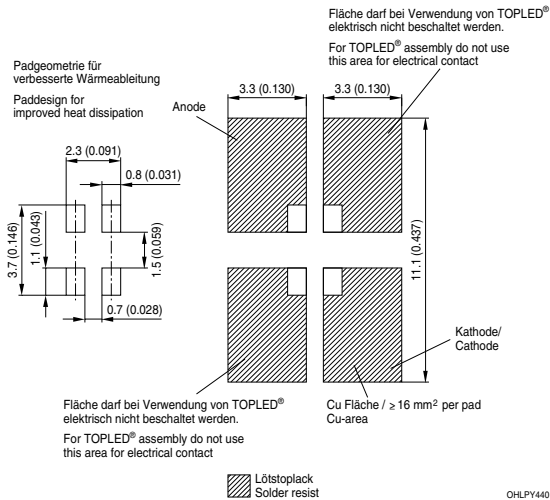 Fläche darf bei Verwendung von TOPLED®
elektrisch nicht beschaltet werden.
For TOPLED® assembly do not use
this area for electrical contact
Padgeometrie für
verbesserte Wärmeableitung
Paddesign for
improved heat dissipation
3.3 (0.130)
3.3 (0.130)
Anode
2.3 (0.091)
0.8 (0.031)
3.7 (0.146)
1.1 (0.043)
1.5 (0.059)
11.1 (0.437)
0.7 (0.028)
Kathode/
Cathode
Fläche darf bei Verwendung von TOPLED®
elektrisch nicht beschaltet werden.
For TOPLED® assembly do not use
this area for electrical contact
Cu Fläche / ≥ 16 mm² per pad
Cu-area
Lötstoplack
Solder resist
OHLPY440